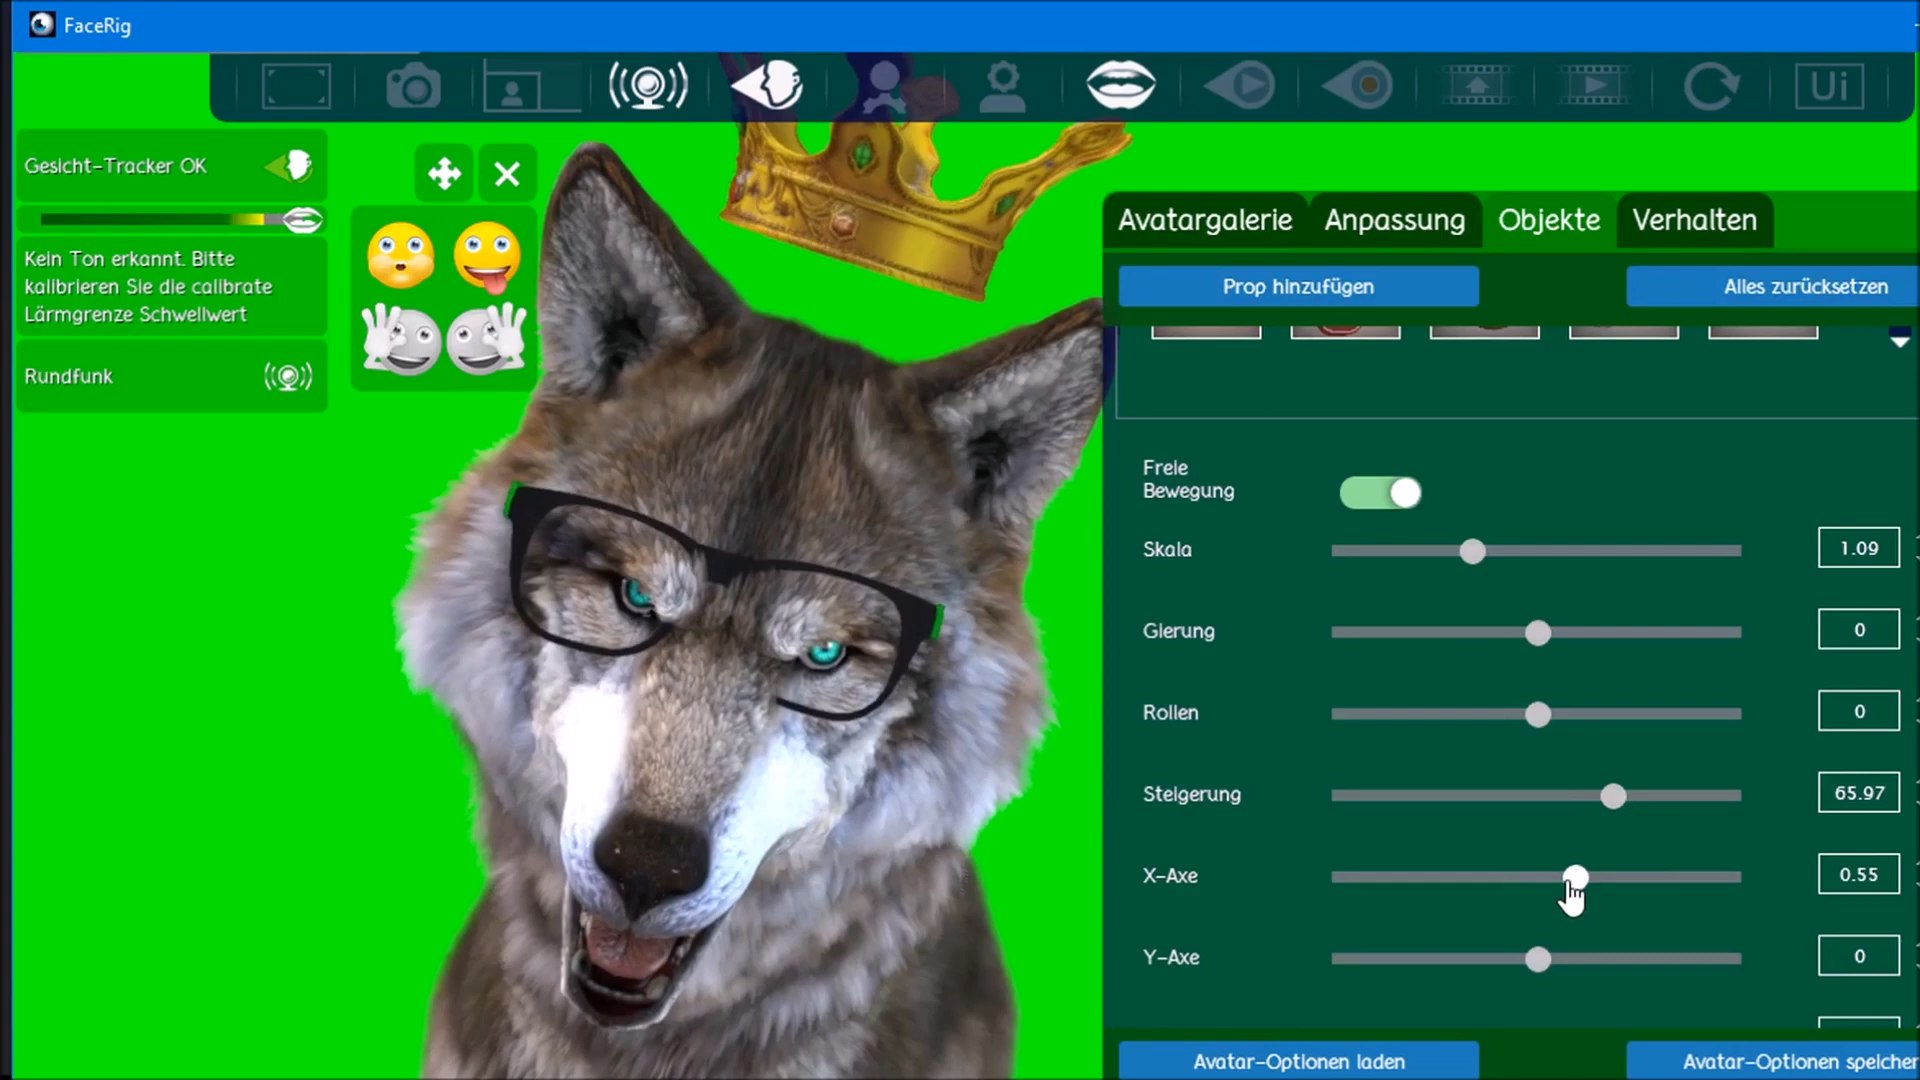 FaceRig
Ui
Gesicht-Tracker OK
Kein Ton erkannt. Bitte
kalibrieren Sie die calibrate
Lärmgrenze Schwellwert
Rundfunk
Avatargalerie Anpassung Objekte Verhalten
Prop hinzufügen Alles zurücksetzen
Freie
Bewegung
Skala 1.09
Gierung 0
Rollen 0
Steigerung 65.97
X-Axe 0.55
Y-Axe 0
Avatar-Optionen laden Avatar-Optionen speicher